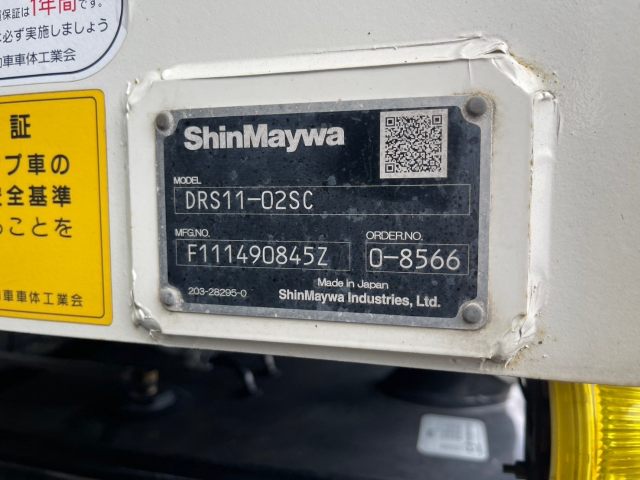 保証は1年間です。
必ず実施しましょう
動車車体工業会
証
プ車の
安全基準
ことを
動車車体工業会
ShinMaywa
MODEL
DRS11-02SC
MFG.NO. ORDER.NO.
F111490845Z 0-8566
Made in Japan
203-28295-0 ShinMaywa Industries, Ltd.